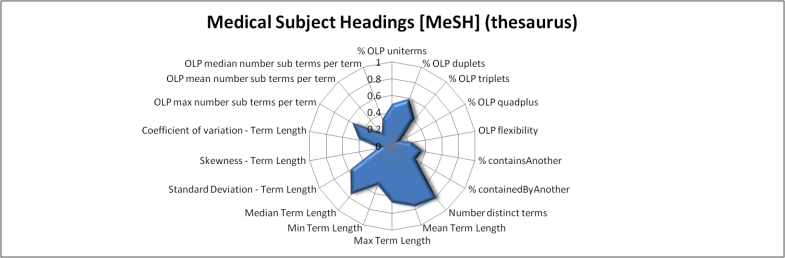 Medical Subject Headings [MeSH] (thesaurus)
% OLP uniterms
% OLP duplets
% OLP triplets
% OLP quadplus
OLP flexibility
% containsAnother
% containedByAnother
Number distinct terms
Mean Term Length
Max Term Length
Min Term Length
Median Term Length
Standard Deviation - Term Length
Skewness - Term Length
Coefficient of variation - Term Length
OLP max number sub terms per term
OLP mean number sub terms per term
OLP median number sub terms per term
1
0.8
0.6
0.4
0.2
0